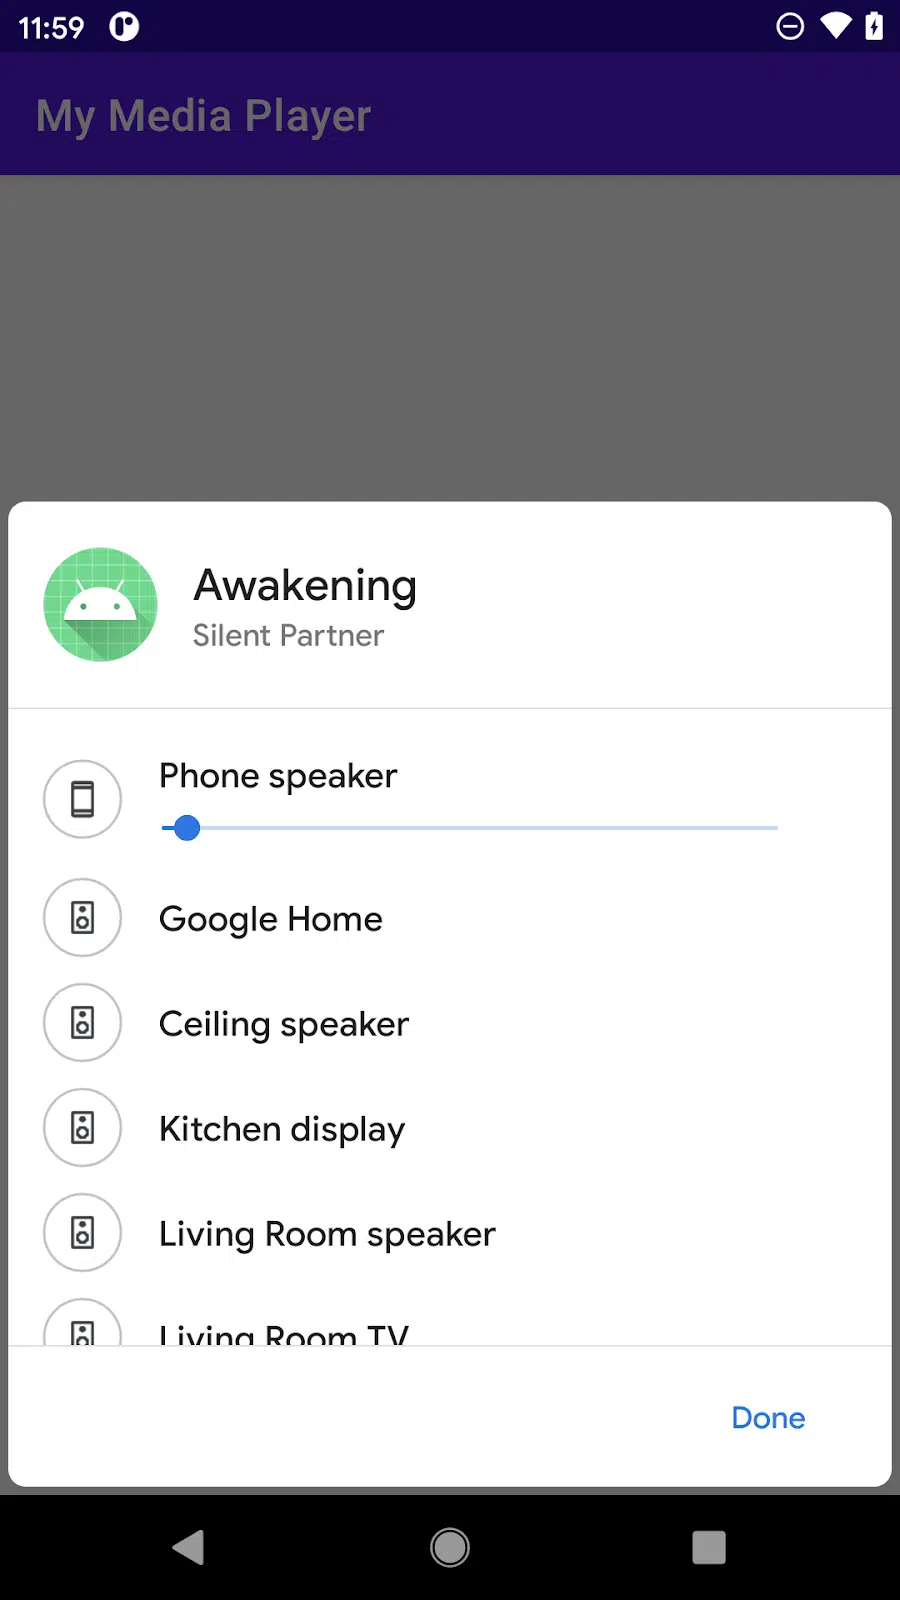 11:59
My Media Player
Awakening
Silent Partner
Phone speaker
Google Home
Ceiling speaker
Kitchen display
Living Room speaker
Living Room TV
Done